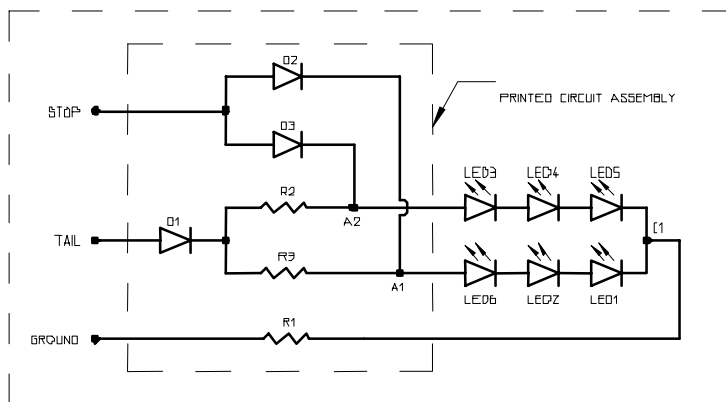 D2
STOP
PRINTED CIRCUIT ASSEMBLY
D3
LED3 LED4 LED5
R2
D1
A2
C1
TAIL
R3
A1
LED6 LED2 LED1
R1
GROUND